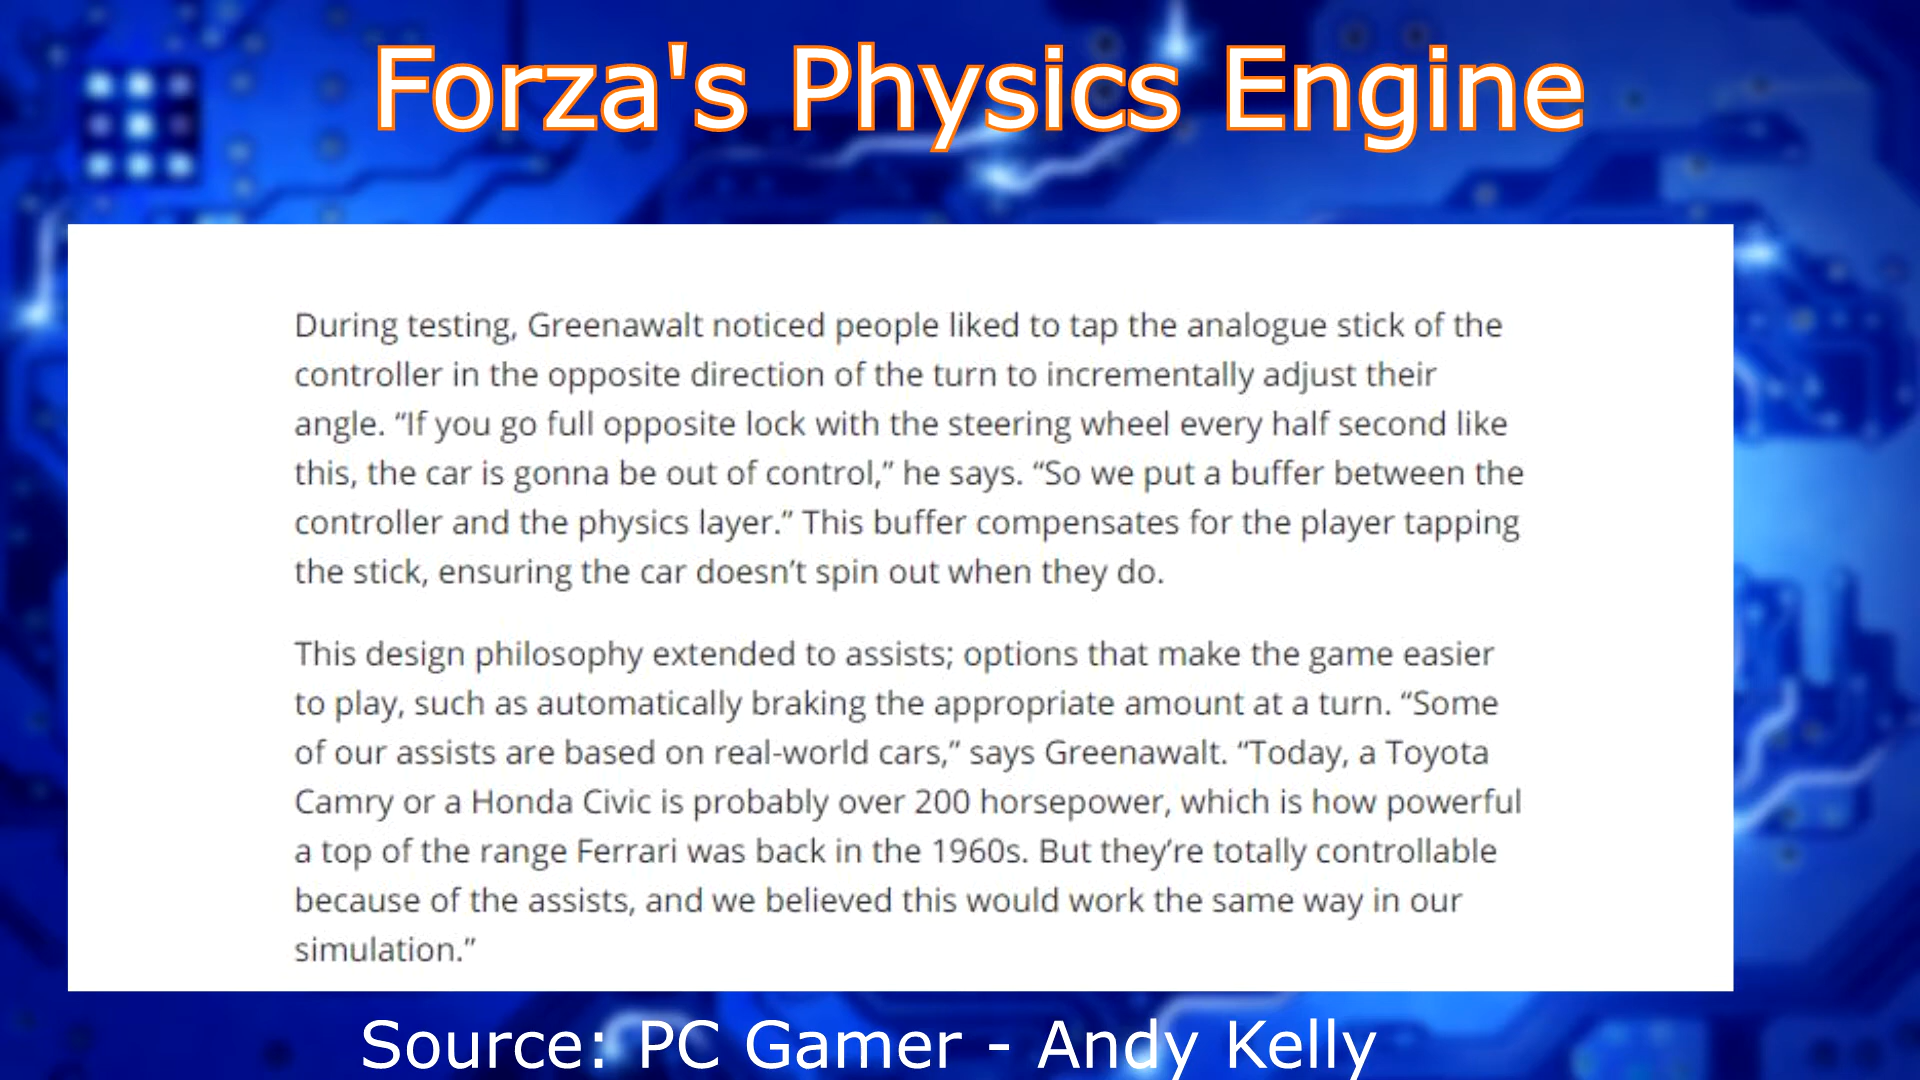 Forza's Physics Engine
During testing, Greenawalt noticed people liked to tap the analogue stick of the
controller in the opposite direction of the turn to incrementally adjust their
angle. “If you go full opposite lock with the steering wheel every half second like
this, the car is gonna be out of control,” he says. “So we put a buffer between the
controller and the physics layer.” This buffer compensates for the player tapping
the stick, ensuring the car doesn’t spin out when they do.
This design philosophy extended to assists; options that make the game easier
to play, such as automatically braking the appropriate amount at a turn. “Some
of our assists are based on real-world cars,” says Greenawalt. “Today, a Toyota
Camry or a Honda Civic is probably over 200 horsepower, which is how powerful
a top of the range Ferrari was back in the 1960s. But they’re totally controllable
because of the assists, and we believed this would work the same way in our
simulation.”
Source: PC Gamer - Andy Kelly